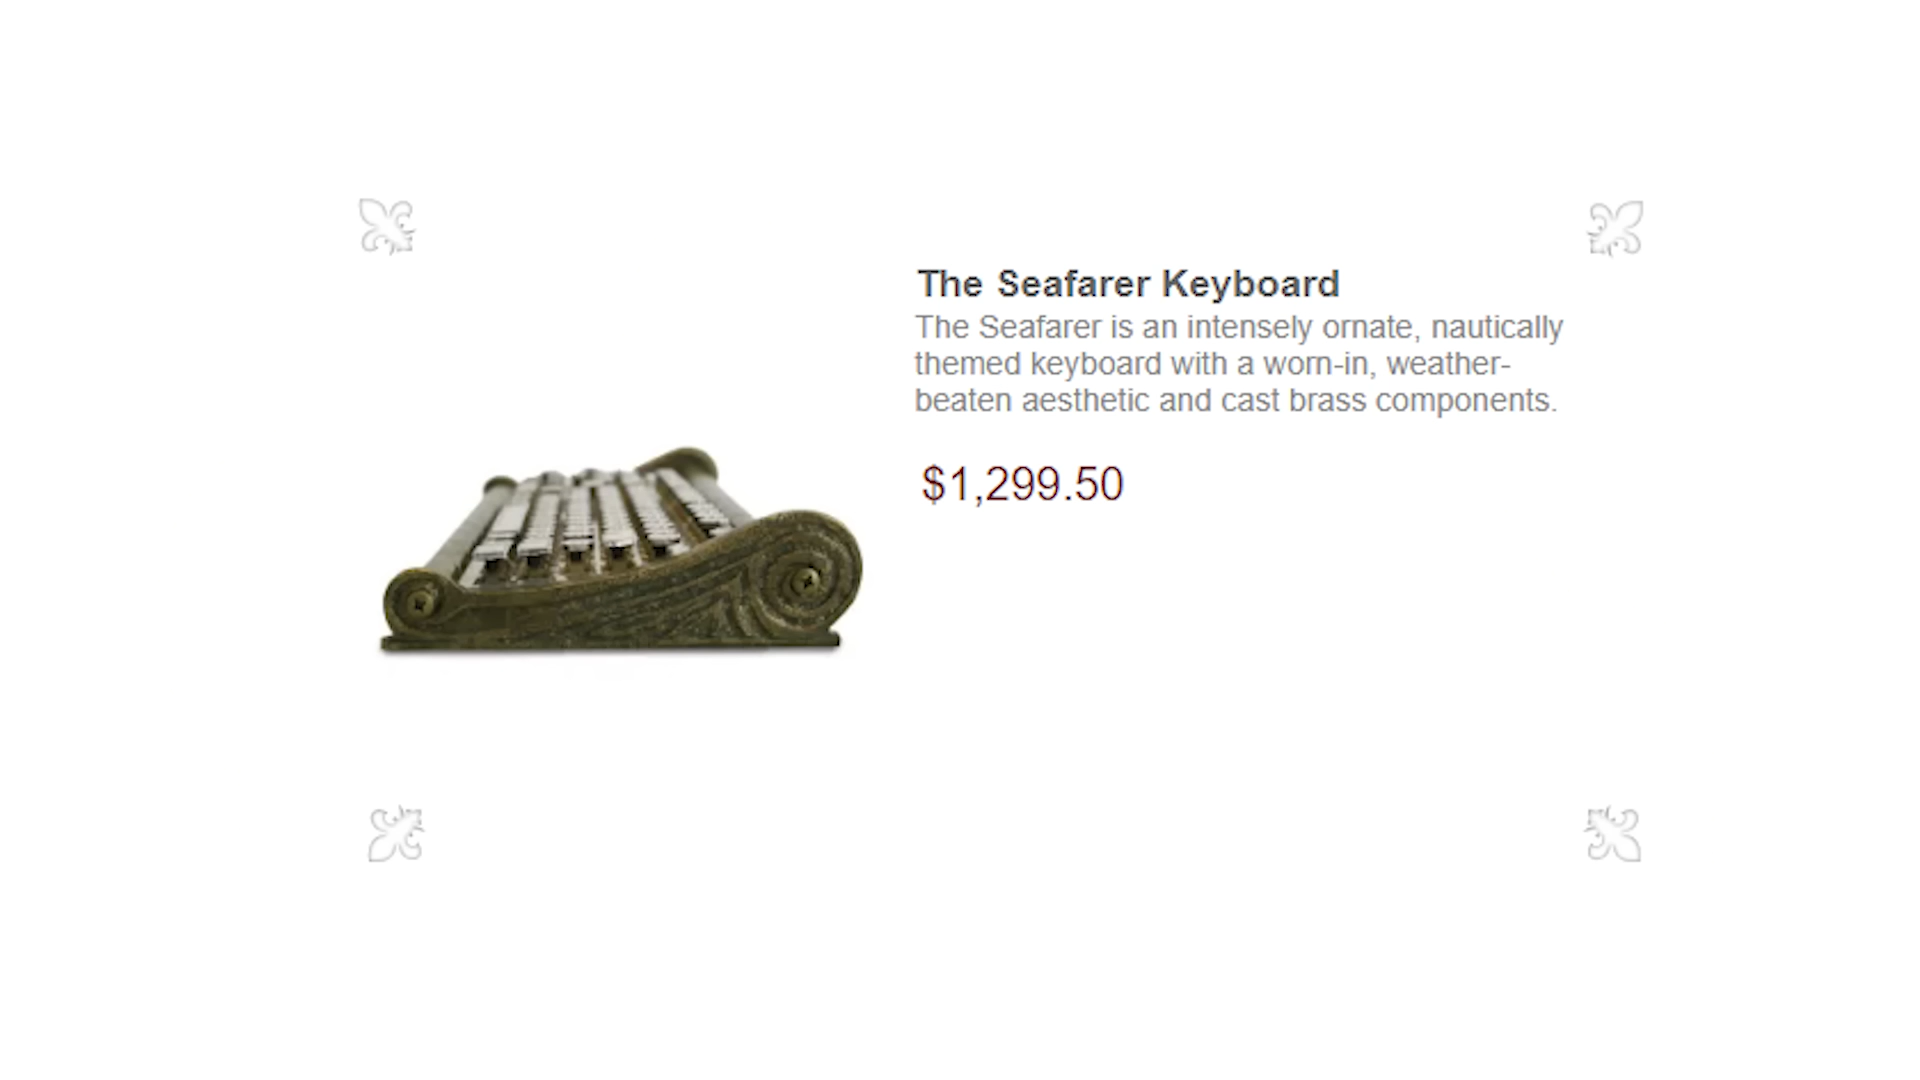 The Seafarer Keyboard
The Seafarer is an intensely ornate, nautically
themed keyboard with a worn-in, weather-
beaten aesthetic and cast brass components.
$1,299.50